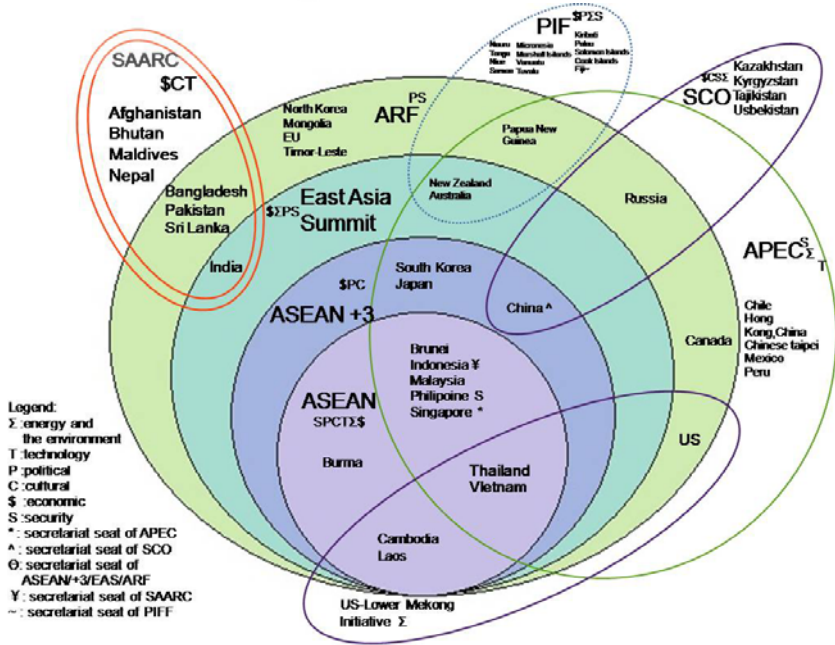 SAARC
$CT
Afghanistan
Bhutan
Maldives
Nepal
Bangladesh
Pakistan
Sri Lanka
India
North Korea
Mongolia
EU
Timor-Leste
ARF PS
PIF $PΣS
Nauru Micronesia
Tonga Marshall Islands
Niue Vanuatu
Samoa Tuvalu
Kiribati
Palau
Solomon Islands
Cook Islands
Fiji~
Papua New
Guinea
New Zealand
Australia
$CSΣ
SCO
Kazakhstan
Kyrgyzstan
Tajikistan
Usbekistan
Russia
$ΣPS East Asia
Summit
APEC S Σ T
Chile
Hong
Kong,China
Chinese taipei
Mexico
Peru
Canada
US
South Korea
Japan
China ^
$PC
ASEAN +3
Brunei
Indonesia ¥
Malaysia
Philipoine S
Singapore *
ASEAN
SPCTΣ$
Burma
Thailand
Vietnam
Cambodia
Laos
US-Lower Mekong
Initiative Σ
Legend:
Σ :energy and
the environment
T :technology
P :political
C :cultural
$ :economic
S :security
* : secretariat seat of APEC
^ : secretariat seat of SCO
Θ: secretariat seat of
ASEAN/+3/EAS/ARF
¥ : secretariat seat of SAARC
~ : secretariat seat of PIFF